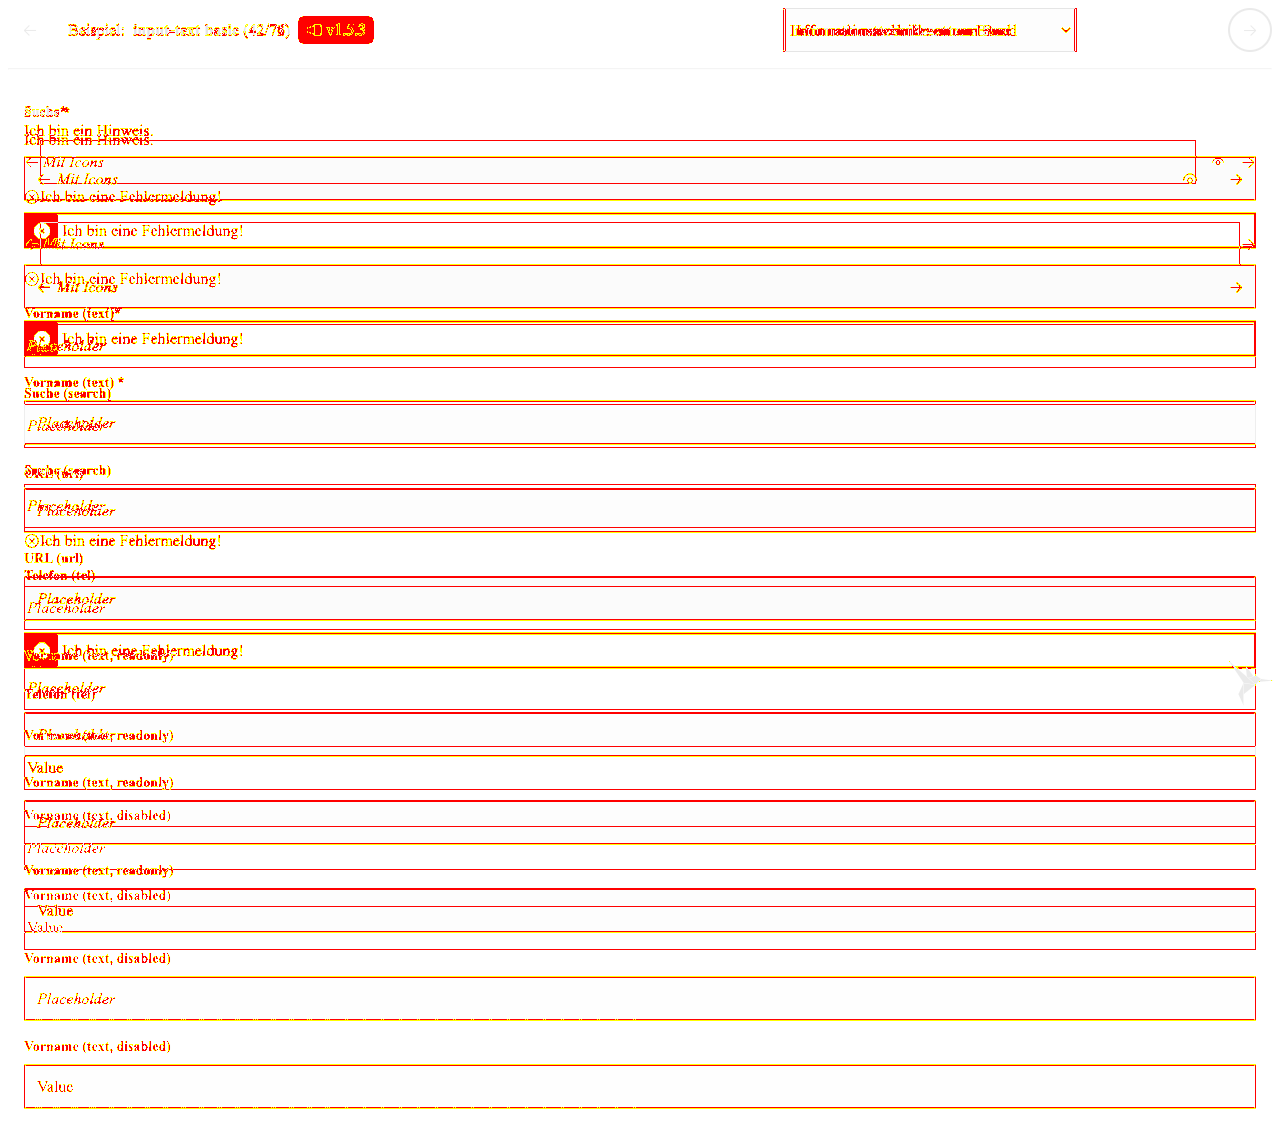 Beispiel: input-text basic (42/76) v1.5.3
Suche*
Ich bin ein Hinweis.
Ich bin ein Hinweis.
Mit Icons
Mit Icons
Ich bin eine Fehlermeldung!
Ich bin eine Fehlermeldung!
Mit Icons
Ich bin eine Fehlermeldung!
Mit Icons
Vorname (text)*
Ich bin eine Fehlermeldung!
Placeholder
Vorname (text) *
Suche (search)
Placeholder
Placeholder
Suche (search)
Placeholder
Placeholder
Ich bin eine Fehlermeldung!
URL (url)
Telefon (tel)
Placeholder
Placeholder
Ich bin eine Fehlermeldung!
Vorname (text, readonly)
Placeholder
Telefon (tel)
Placeholder
Vorname (text, readonly)
Value
Vorname (text, readonly)
Vorname (text, disabled)
Placeholder
Placeholder
Vorname (text, readonly)
Vorname (text, disabled)
Value
Value
Vorname (text, disabled)
Placeholder
Vorname (text, disabled)
Value